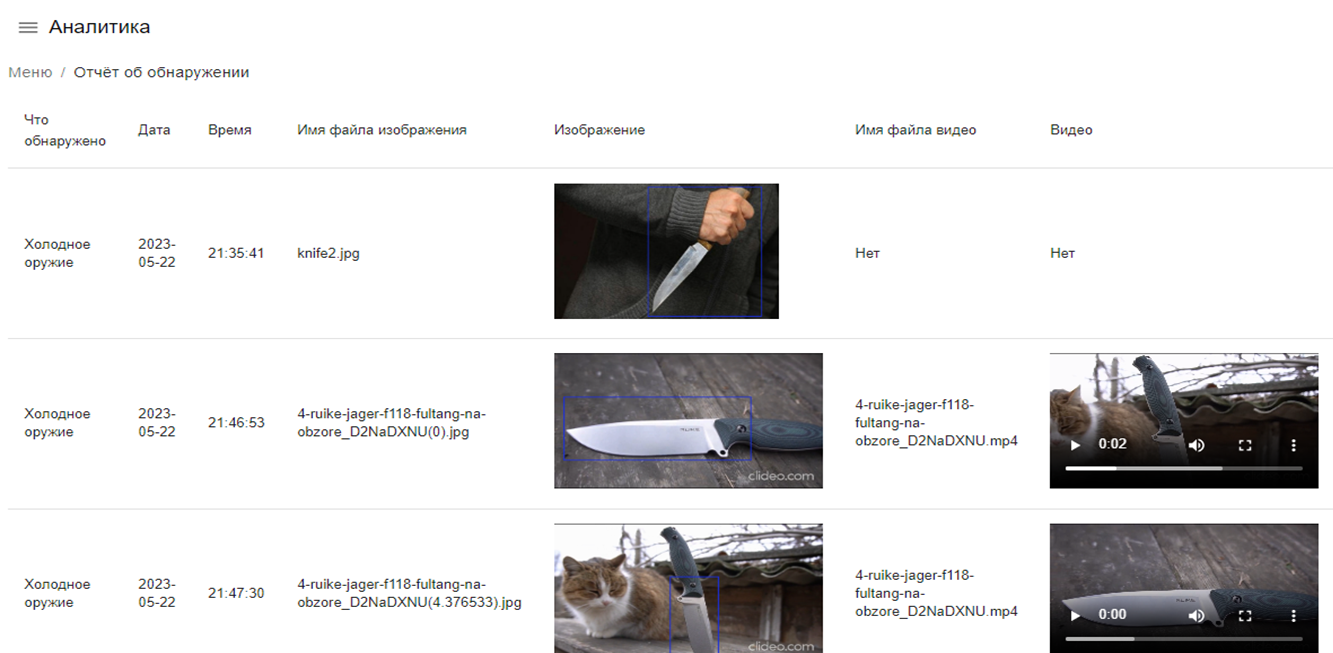 Аналитика
Меню / Отчёт об обнаружении
Что
обнаружено
Дата
Время
Имя файла изображения
Изображение
Имя файла видео
Видео
Холодное
оружие
2023-
05-22
21:35:41
knife2.jpg
Нет
Нет
Холодное
оружие
2023-
05-22
21:46:53
4-ruike-jager-f118-fultang-na-
obzore_D2NaDXNU(0).jpg
RUIKE
clideo.com
4-ruike-jager-f118-
fultang-na-
obzore_D2NaDXNU.mp4
0:02
Холодное
оружие
2023-
05-22
21:47:30
4-ruike-jager-f118-fultang-na-
obzore_D2NaDXNU(4.376533).jpg
clideo.com
4-ruike-jager-f118-
fultang-na-
obzore_D2NaDXNU.mp4
0:00